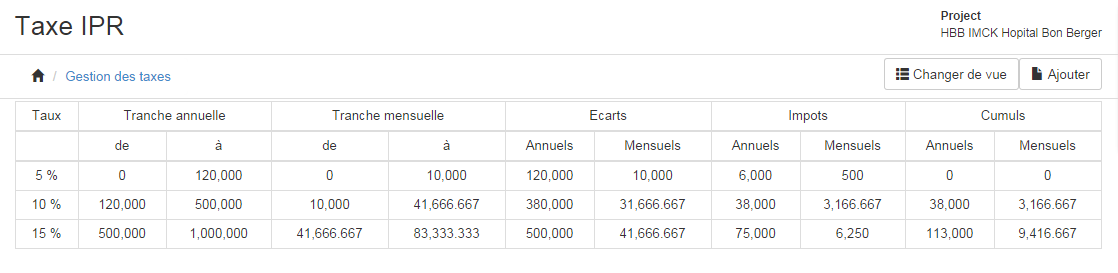 Taxe IPR
Project
HBB IMCK Hopital Bon Berger
/ Gestion des taxes
Changer de vue
Ajouter
Taux Tranche annuelle Tranche mensuelle Ecarts Impots Cumuls
de à de à Annuels Mensuels Annuels Mensuels Annuels Mensuels
5 % 0 120,000 0 10,000 120,000 10,000 6,000 500 0 0
10 % 120,000 500,000 10,000 41,666.667 380,000 31,666.667 38,000 3,166.667 38,000 3,166.667
15 % 500,000 1,000,000 41,666.667 83,333.333 500,000 41,666.667 75,000 6,250 113,000 9,416.667